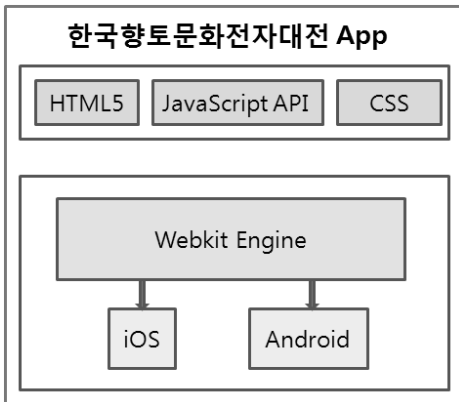 한국향토문화전자대전 App
HTML5 JavaScript API CSS
Webkit Engine
iOS Android